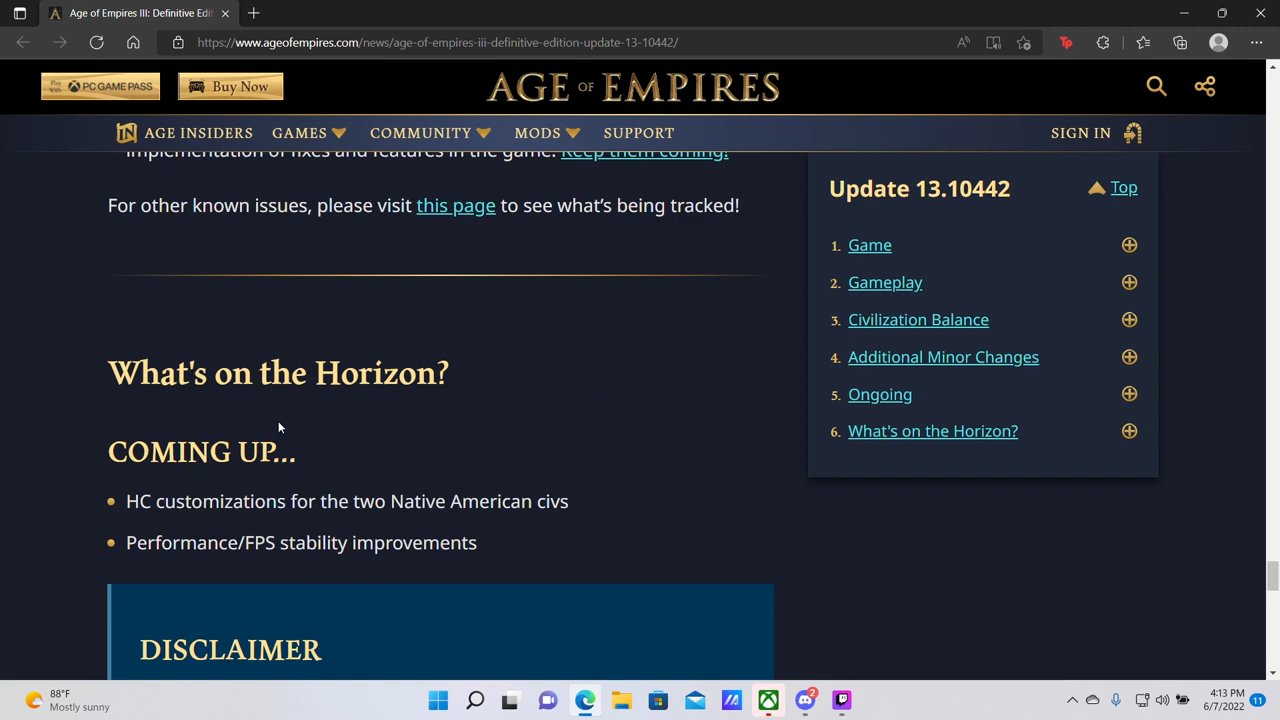 Age of Empires III: Definitive Edit
https://www.ageofempires.com/news/age-of-empires-iii-definitive-edition-update-13-10442/
PC GAME PASS
Buy Now
AGE OF EMPIRES
AGE INSIDERS GAMES COMMUNITY MODS SUPPORT SIGN IN
implementation of fixes and features in the game. Keep them coming!
For other known issues, please visit this page to see what's being tracked!
What's on the Horizon?
COMING UP...
HC customizations for the two Native American civs
Performance/FPS stability improvements
DISCLAIMER
Update 13.10442
Top
1. Game
2. Gameplay
3. Civilization Balance
4. Additional Minor Changes
5. Ongoing
6. What's on the Horizon?
88°F
Mostly sunny
2
4:13 PM
6/7/2022
11